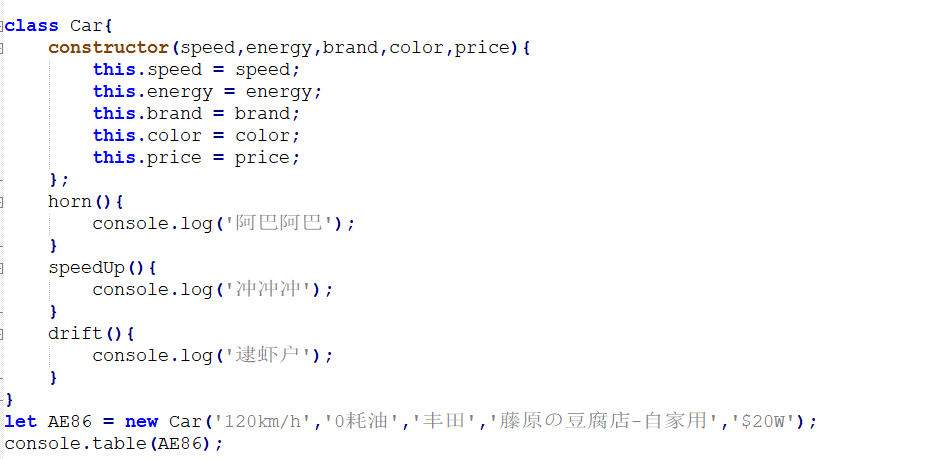 class Car{
    constructor(speed,energy,brand,color,price){
        this.speed = speed;
        this.energy = energy;
        this.brand = brand;
        this.color = color;
        this.price = price;
    };
    horn(){
        console.log('阿巴阿巴');
    }
    speedUp(){
        console.log('冲冲冲');
    }
    drift(){
        console.log('逮虾户');
    }
}
let AE86 = new Car('120km/h','0耗油','丰田','藤原の豆腐店-自家用','$20W');
console.table(AE86);